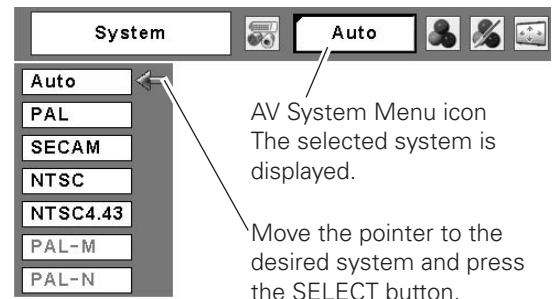 System Auto
Auto
PAL
SECAM
NTSC
NTSC4.43
PAL-M
PAL-N
AV System Menu icon
The selected system is
displayed.
Move the pointer to the
desired system and press
the SELECT button.